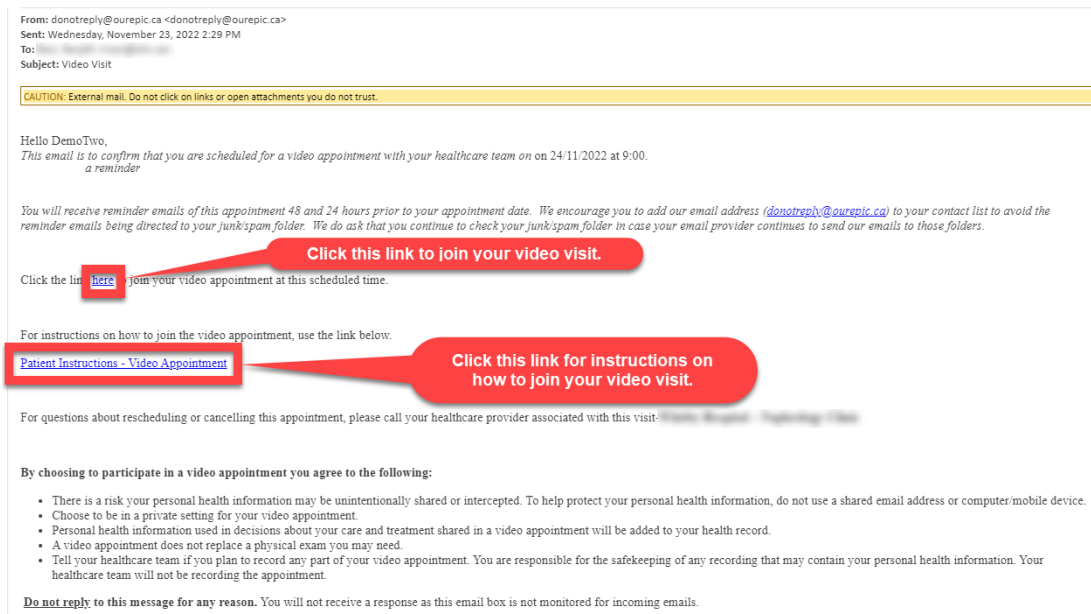 From: donotreply@ourepic.ca <donotreply@ourepic.ca>
Sent: Wednesday, November 23, 2022 2:29 PM
To:
Subject: Video Visit
CAUTION: External mail. Do not click on links or open attachments you do not trust.
Hello DemoTwo,
This email is to confirm that you are scheduled for a video appointment with your healthcare team on on 24/11/2022 at 9:00.
a reminder
You will receive reminder emails of this appointment 48 and 24 hours prior to your appointment date. We encourage you to add our email address (donotreply@ourepic.ca) to your contact list to avoid the
reminder emails being directed to your junk/spam folder. We do ask that you continue to check your junk/spam folder in case your email provider continues to send our emails to those folders.
Click this link to join your video visit.
Click the here join your video appointment at this scheduled time.
For instructions on how to join the video appointment, use the link below.
Patient Instructions - Video Appointment
Click this link for instructions on
how to join your video visit.
For questions about rescheduling or cancelling this appointment, please call your healthcare provider associated with this visit-
By choosing to participate in a video appointment you agree to the following:
• There is a risk your personal health information may be unintentionally shared or intercepted. To help protect your personal health information, do not use a shared email address or computer/mobile device.
• Choose to be in a private setting for your video appointment.
• Personal health information used in decisions about your care and treatment shared in a video appointment will be added to your health record.
• A video appointment does not replace a physical exam you may need.
• Tell your healthcare team if you plan to record any part of your video appointment. You are responsible for the safekeeping of any recording that may contain your personal health information. Your
healthcare team will not be recording the appointment.
Do not reply to this message for any reason. You will not receive a response as this email box is not monitored for incoming emails.